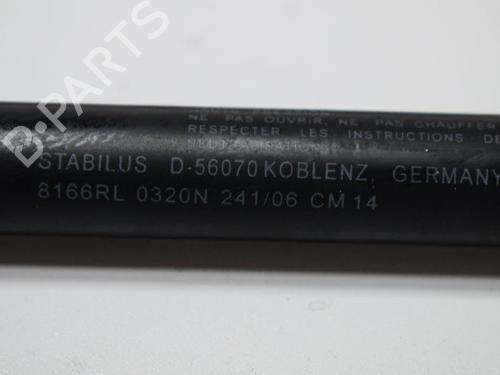 B-PARTS
NE PAS OUVRIR, NE PAS CHAUFFER
RESPECTER LES INSTRUCTIONS DE
STABILUS D-56070 KOBLENZ, GERMANY
8166RL 0320N 241/06 CM 14